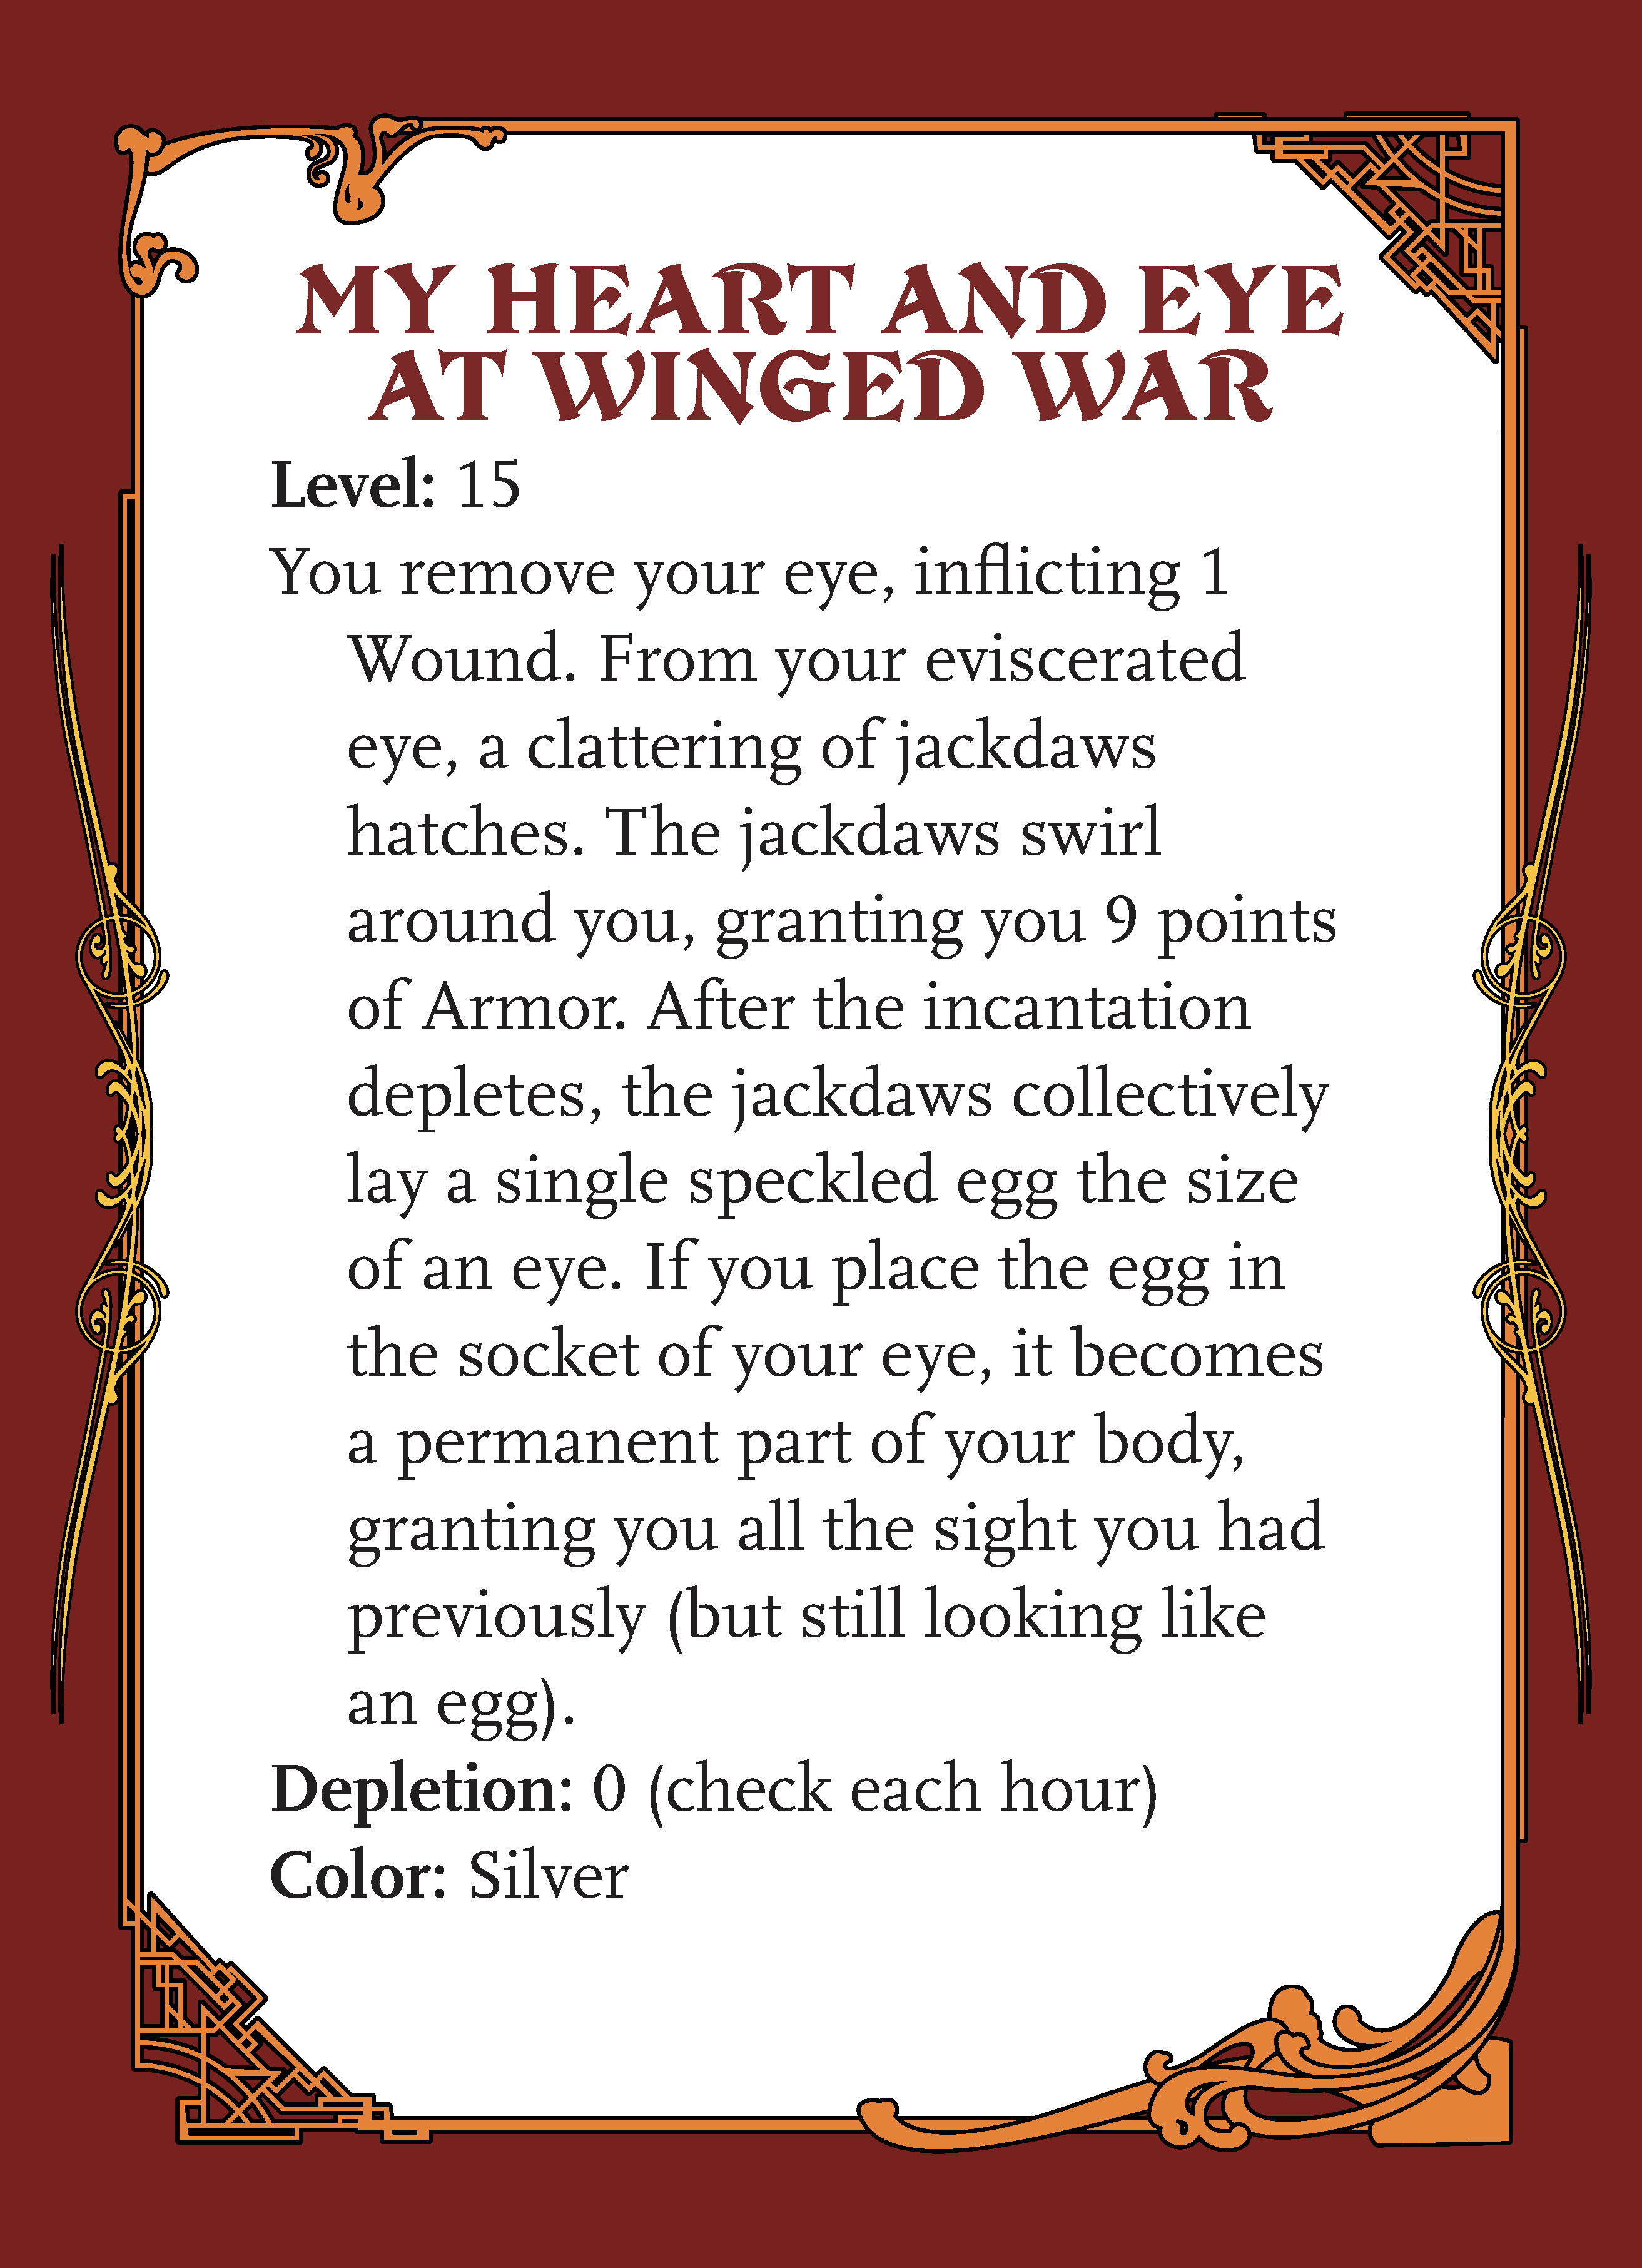 MY HEART AND EYE
AT WINGED WAR
Level: 15
You remove your eye, inflicting 1
Wound. From your eviscerated
eye, a clattering of jackdaws
hatches. The jackdaws swirl
around you, granting you 9 points
of Armor. After the incantation
depletes, the jackdaws collectively
lay a single speckled egg the size
of an eye. If you place the egg in
the socket of your eye, it becomes
a permanent part of your body,
granting you all the sight you had
previously (but still looking like
an egg).
Depletion: 0 (check each hour)
Color: Silver